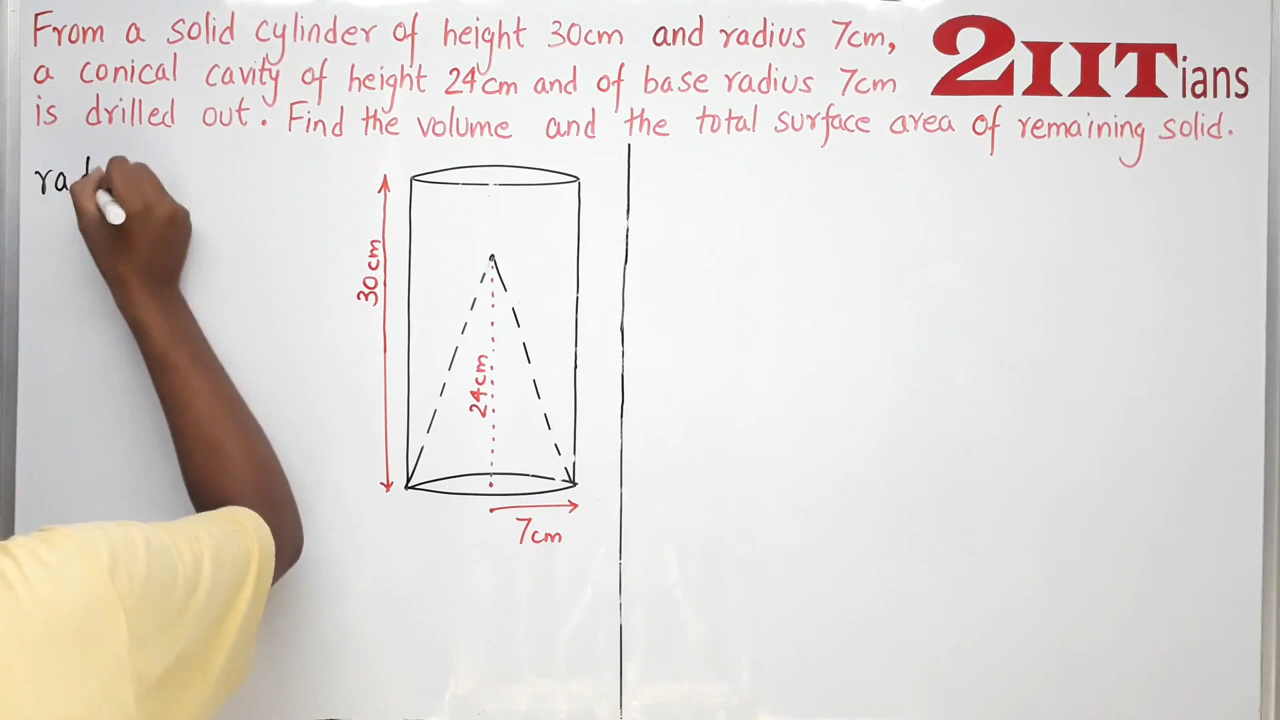 From a solid cylinder of height 30cm and radius 7cm,
a conical cavity of height 24cm and of base radius 7cm
is drilled out. Find the volume and the total surface area of remaining solid.
2IITians
rad
30cm
24cm
7cm